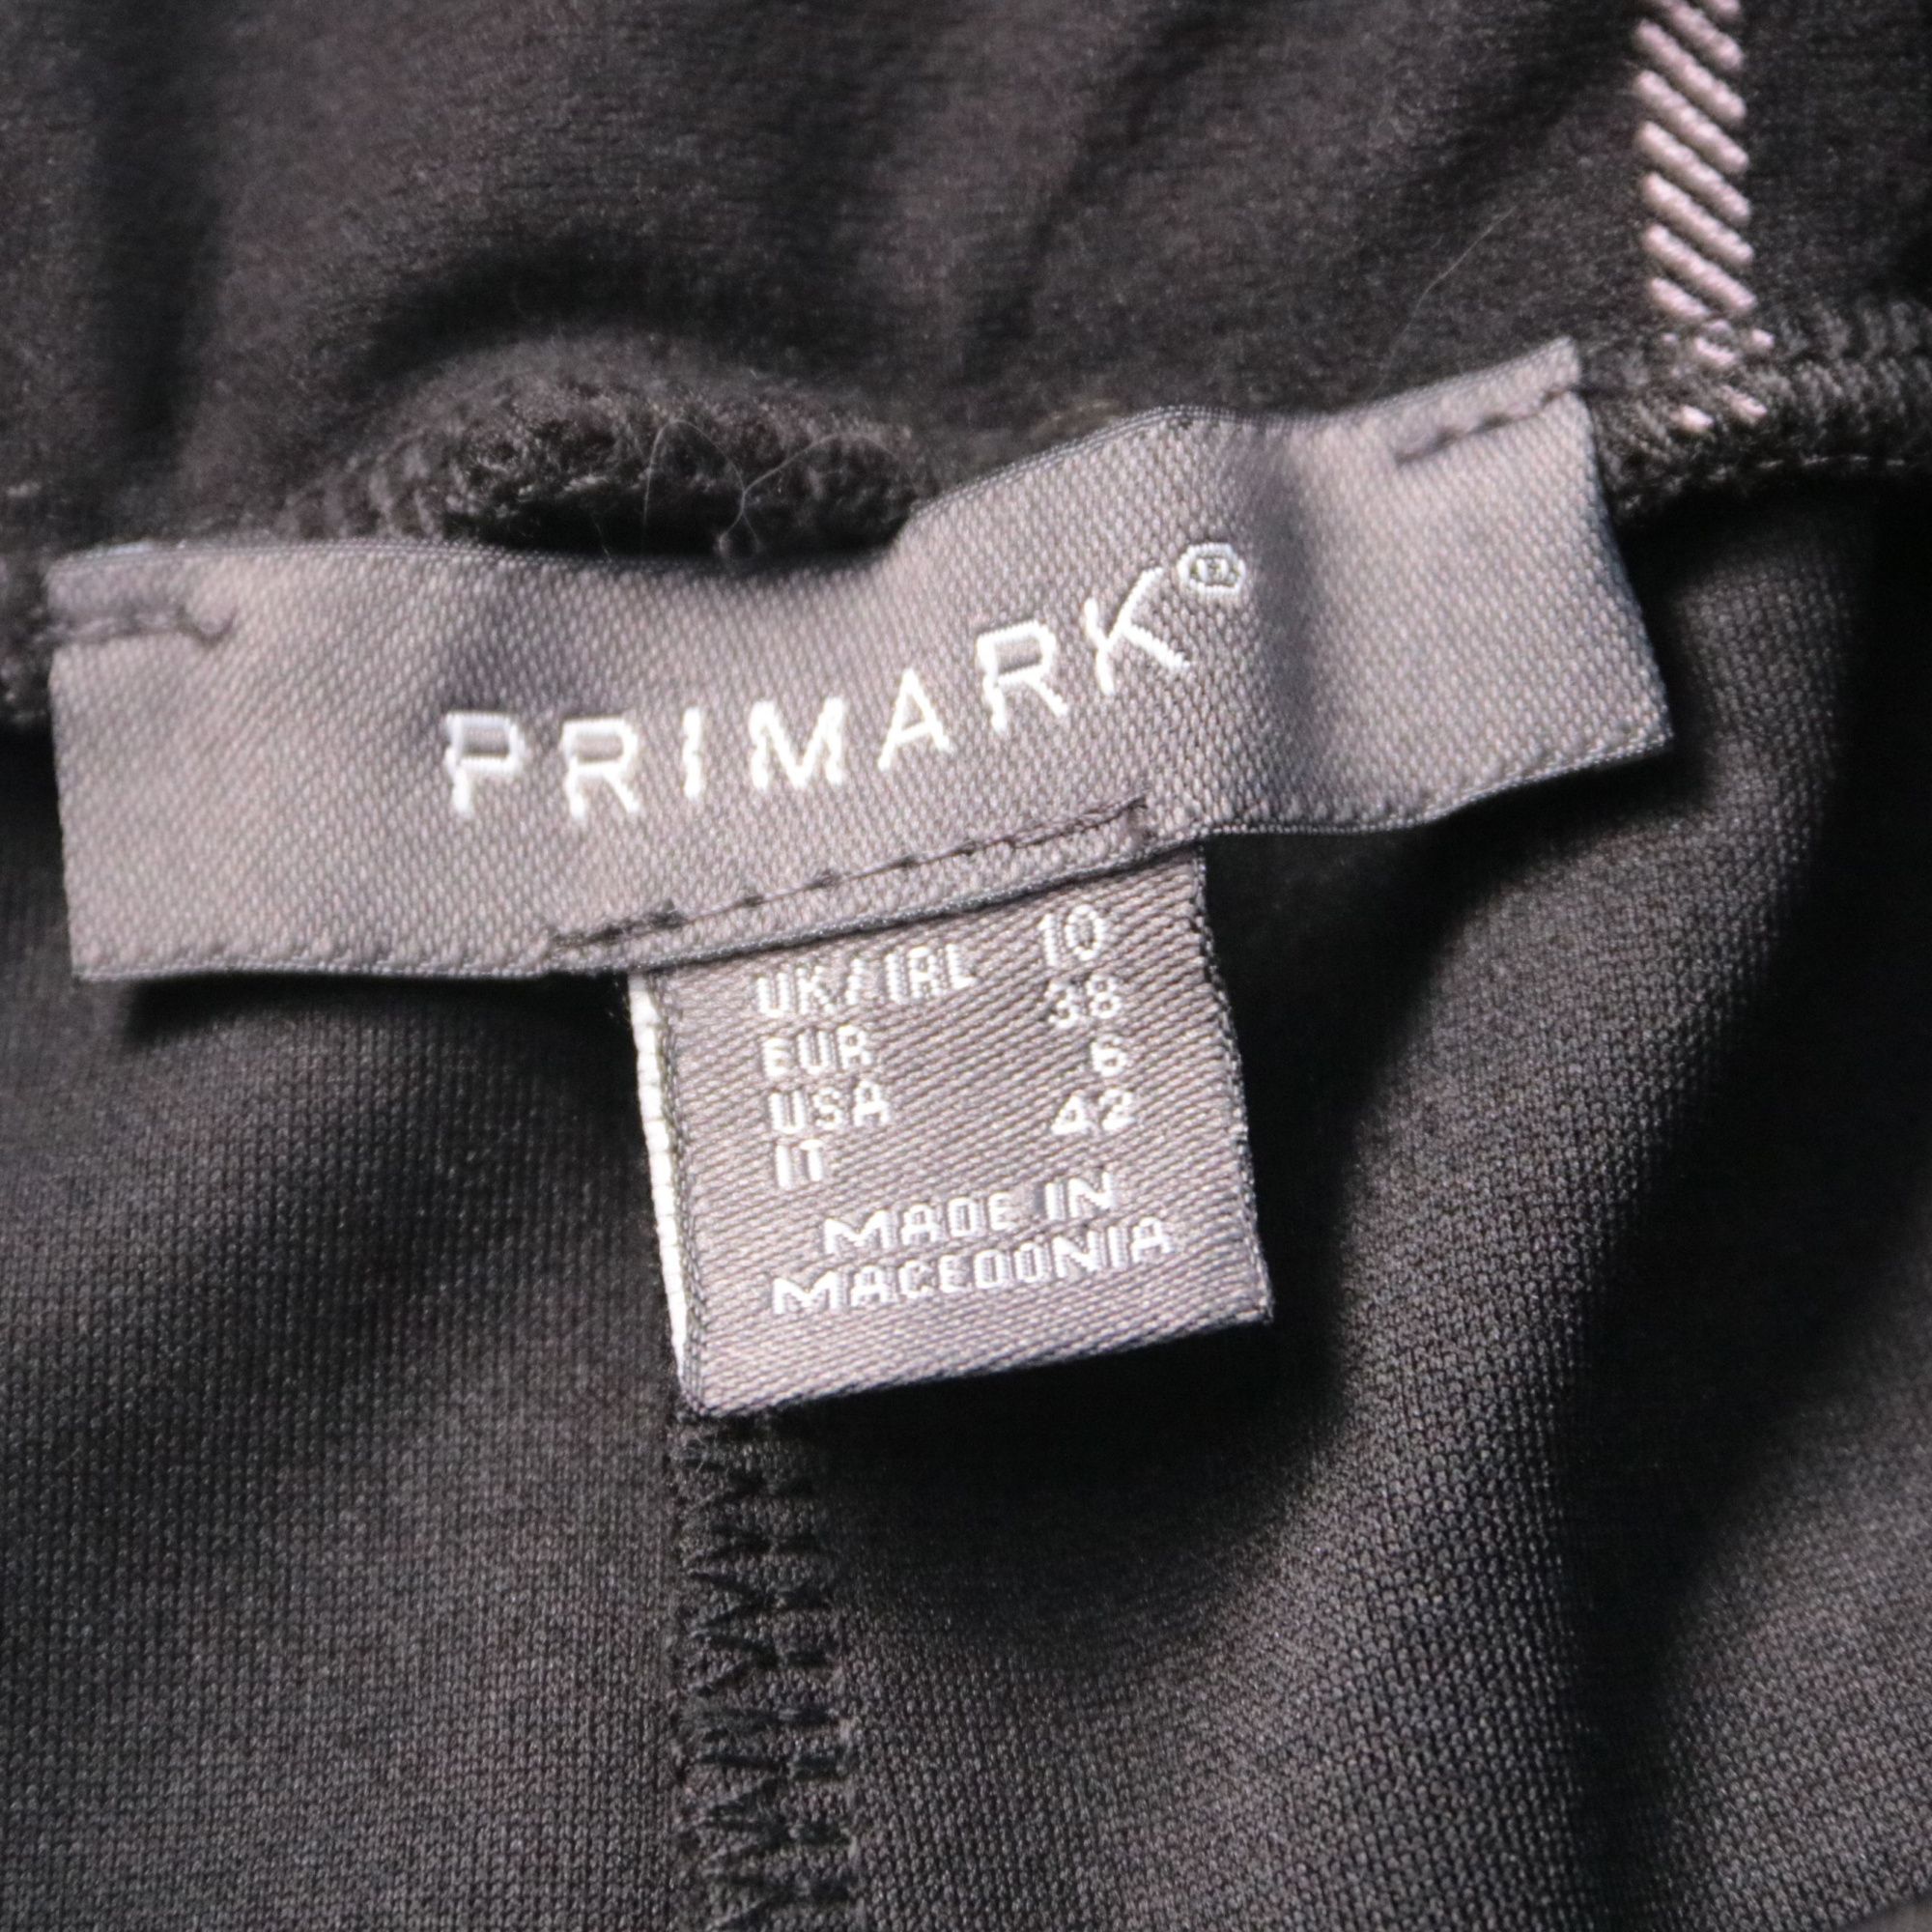 PRIMARK®
UK/IRL 10
EUR 38
USA 6
IT 42
MADE IN
MACEDONIA